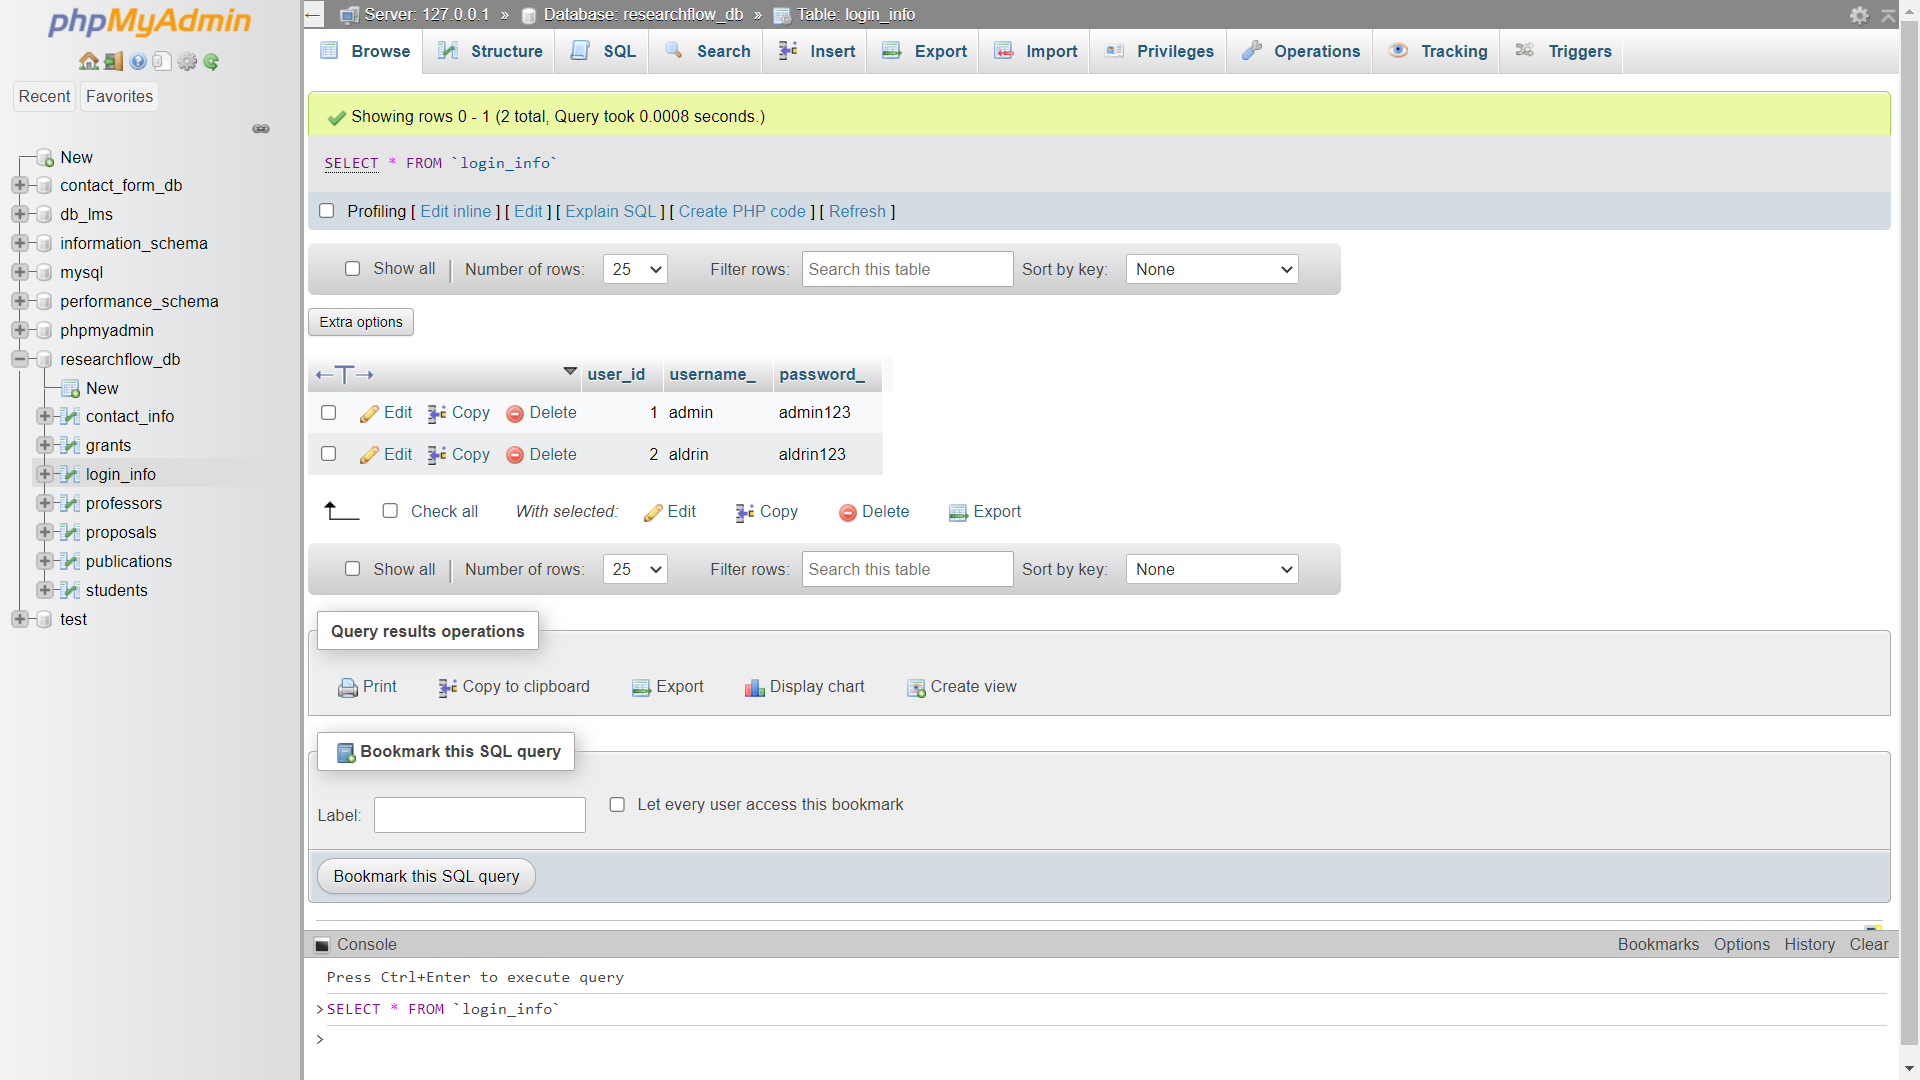 phpMyAdmin
Recent Favorites
New
contact_form_db
db_lms
information_schema
mysql
performance_schema
phpmyadmin
researchflow_db
New
contact_info
grants
login_info
professors
proposals
publications
students
test
Server: 127.0.0.1 » Database: researchflow_db » Table: login_info
Browse Structure SQL Search Insert Export Import Privileges Operations Tracking Triggers
Showing rows 0 - 1 (2 total, Query took 0.0008 seconds.)
SELECT * FROM `login_info`
Profiling [ Edit inline ] [ Edit ] [ Explain SQL ] [ Create PHP code ] [ Refresh ]
Show all | Number of rows: 25 Filter rows: Search this table Sort by key: None
Extra options
←T→ user_id username_ password_
Edit Copy Delete 1 admin admin123
Edit Copy Delete 2 aldrin aldrin123
Check all With selected: Edit Copy Delete Export
Show all | Number of rows: 25 Filter rows: Search this table Sort by key: None
Query results operations
Print Copy to clipboard Export Display chart Create view
Bookmark this SQL query
Label: Let every user access this bookmark
Bookmark this SQL query
Console Bookmarks Options History Clear
Press Ctrl+Enter to execute query
>SELECT * FROM `login_info`
>